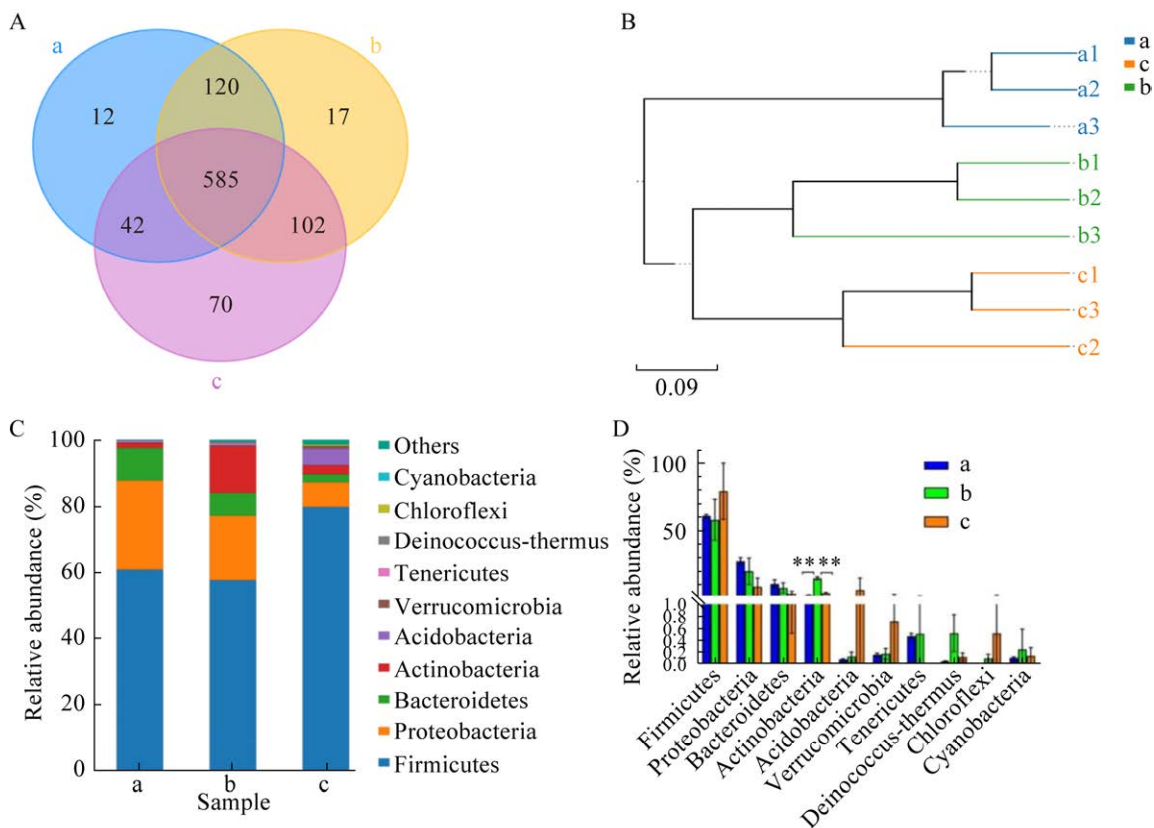 A
a
b
120
12
17
585
42
102
70
c
B
a
c
b
a1
a2
a3
b1
b2
b3
c1
c3
c2
0.09
C
Relative abundance (%)
100
80
60
40
20
0
a
b
c
Sample
Others
Cyanobacteria
Chloroflexi
Deinococcus-thermus
Tenericutes
Verrucomicrobia
Acidobacteria
Actinobacteria
Bacteroidetes
Proteobacteria
Firmicutes
D
Relative abundance (%)
100
50
1.0
0.8
0.6
0.4
0.2
0.0
a
b
c
** **
Firmicutes
Proteobacteria
Bacteroidetes
Actinobacteria
Acidobacteria
Verrucomicrobia
Tenericutes
Deinococcus-thermus
Chloroflexi
Cyanobacteria